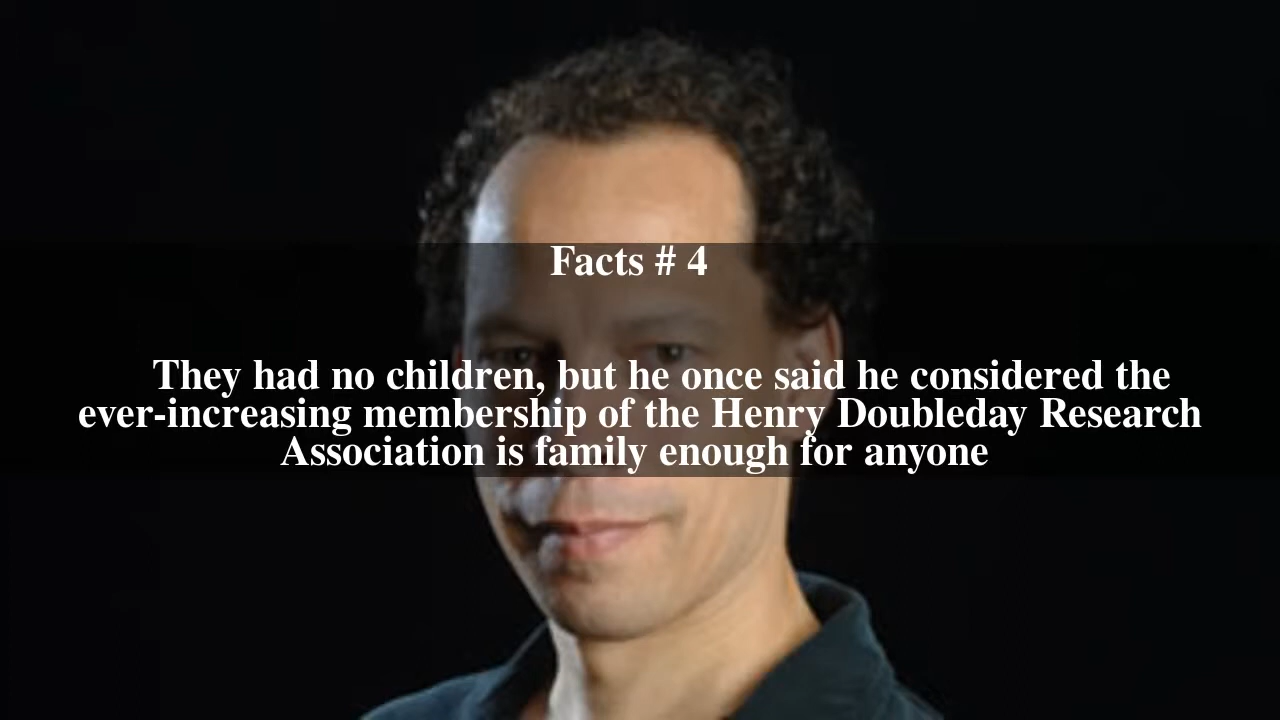 Facts # 4
They had no children, but he once said he considered the
ever-increasing membership of the Henry Doubleday Research
Association is family enough for anyone